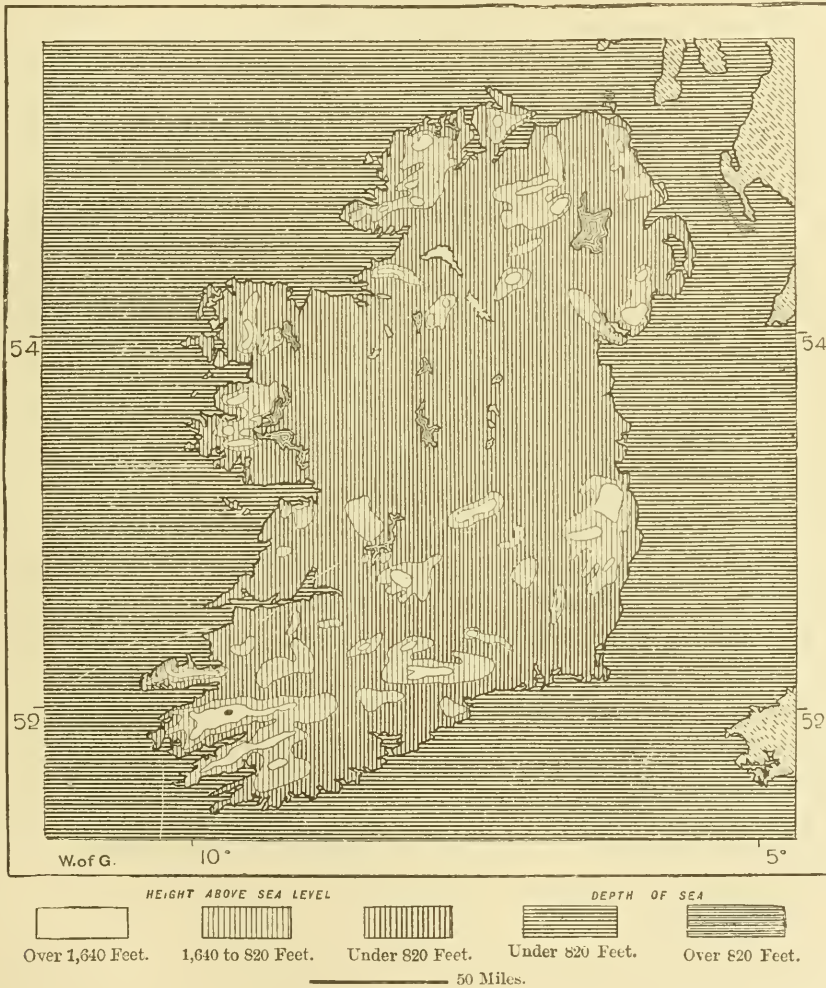 54
54
52
52
W. of G.
10°
5°
HEIGHT ABOVE SEA LEVEL
DEPTH OF SEA
Over 1,640 Feet.
1,640 to 820 Feet.
Under 820 Feet.
Under 820 Feet.
Over 820 Feet.
50 Miles.